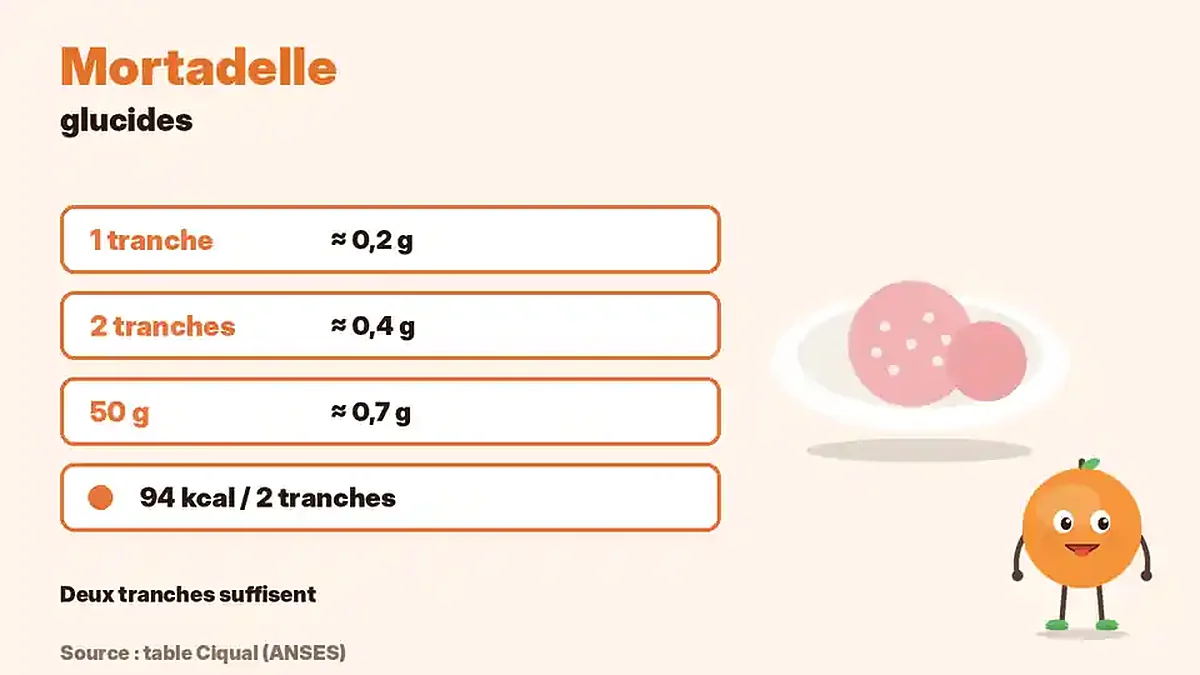 Mortadelle
glucides
1 tranche ≈ 0,2 g
2 tranches ≈ 0,4 g
50 g ≈ 0,7 g
94 kcal / 2 tranches
Deux tranches suffisent
Source : table Ciqual (ANSES)